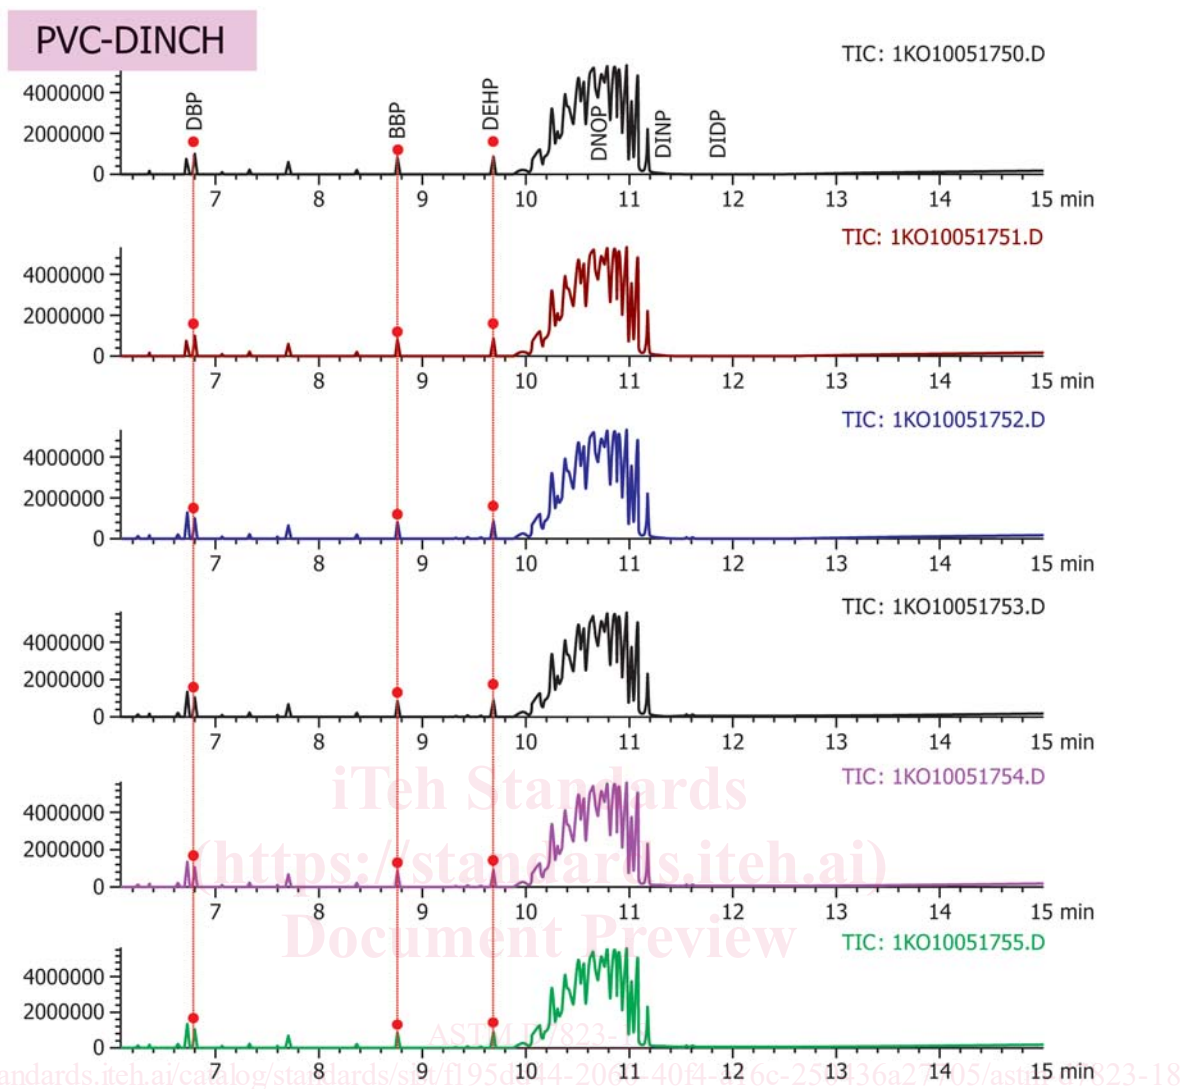 PVC-DINCH
TIC: 1KO10051750.D
4000000
2000000
0
DBP
BBP
DEHP
DNOP
DINP
DIDP
7 8 9 10 11 12 13 14 15 min
TIC: 1KO10051751.D
4000000
2000000
0
7 8 9 10 11 12 13 14 15 min
TIC: 1KO10051752.D
4000000
2000000
0
7 8 9 10 11 12 13 14 15 min
TIC: 1KO10051753.D
4000000
2000000
0
7 8 9 10 11 12 13 14 15 min
iTeh Standards
TIC: 1KO10051754.D
4000000
2000000
0
(https://standards.iteh.ai)
7 8 9 10 11 12 13 14 15 min
Document Preview
TIC: 1KO10051755.D
4000000
2000000
0
ASTM D7823-
7 8 9 10 11 12 13 14 15 min